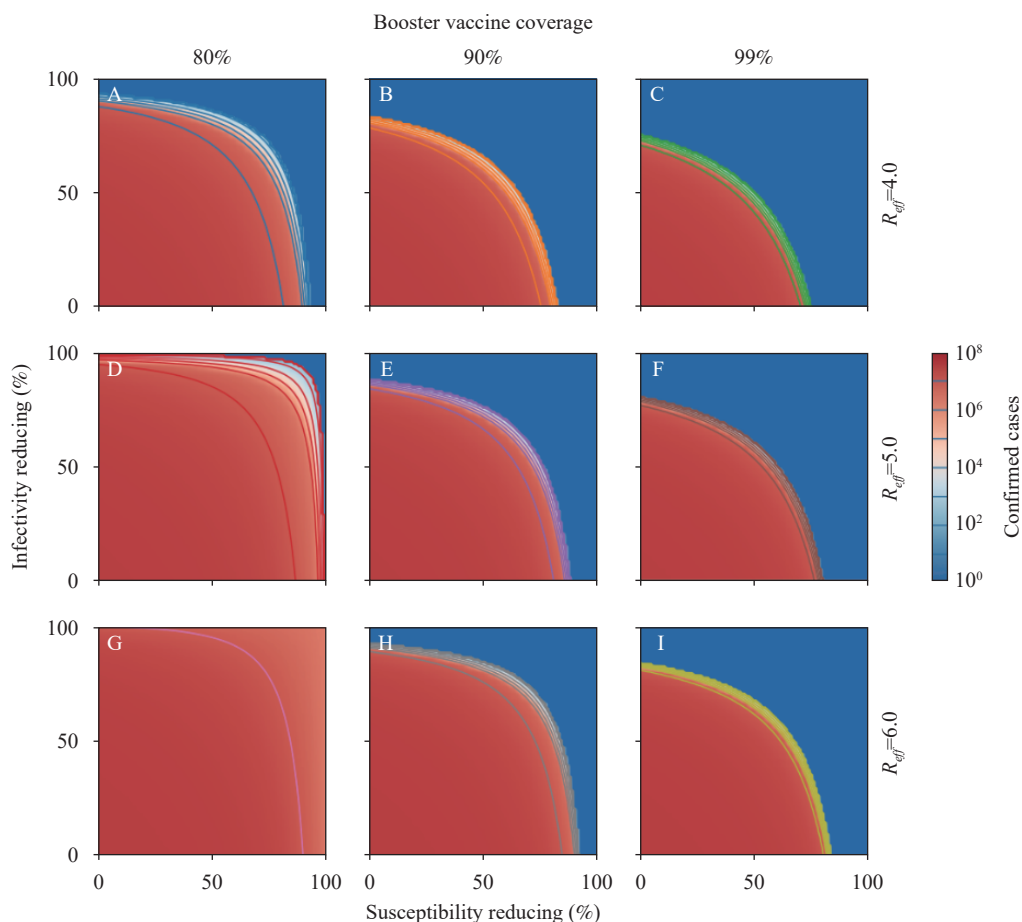 Booster vaccine coverage
80% 90% 99%
100
A
B
C
50
0
R_eff=4.0
100
D
E
F
50
0
R_eff=5.0
Infectivity reducing (%)
10^8
10^6
10^4
10^2
10^0
Confirmed cases
100
G
H
I
50
0
R_eff=6.0
0 50 100 0 50 100 0 50 100
Susceptibility reducing (%)